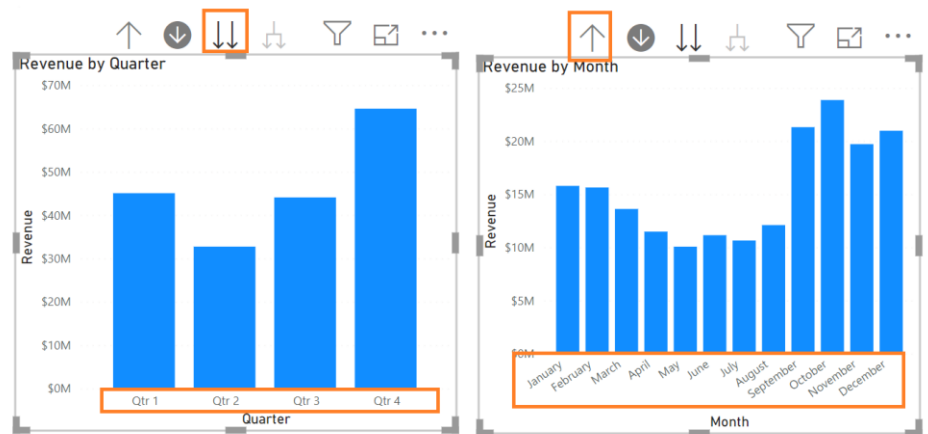 Revenue by Quarter
$70M
$60M
$50M
$40M
$30M
$20M
$10M
$0M
Revenue
Qtr 1 Qtr 2 Qtr 3 Qtr 4
Quarter
Revenue by Month
$25M
$20M
$15M
$10M
$5M
$0M
Revenue
January February March April May June July August September October November December
Month